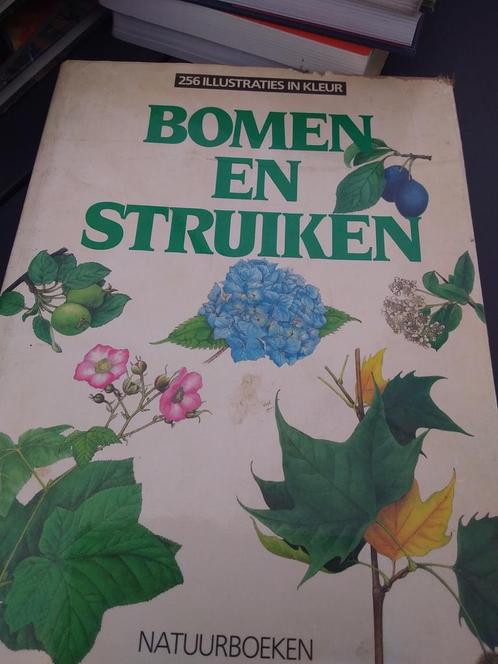 256 ILLUSTRATIES IN KLEUR
BOMEN
EN
STRUIKEN
NATUURBOEKEN